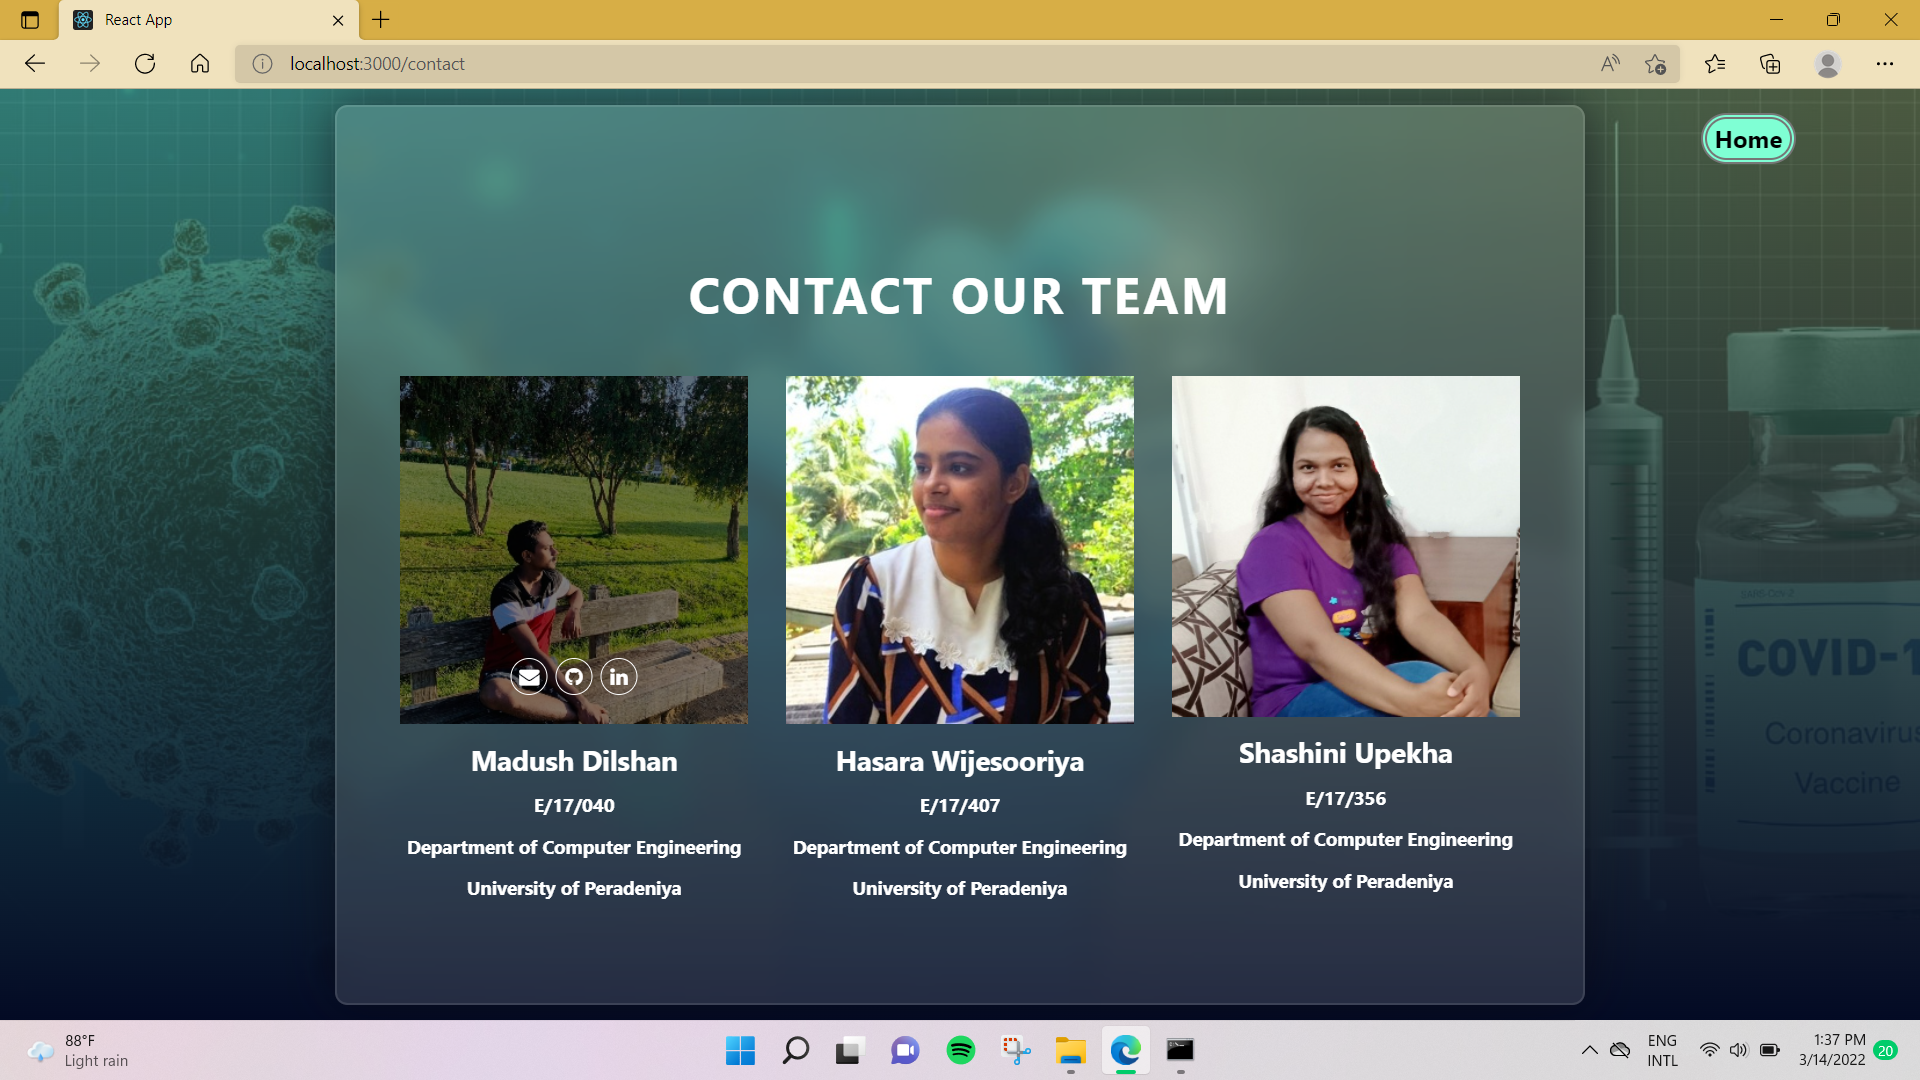 React App
localhost:3000/contact
Home
CONTACT OUR TEAM
Madush Dilshan
E/17/040
Department of Computer Engineering
University of Peradeniya
Hasara Wijesooriya
E/17/407
Department of Computer Engineering
University of Peradeniya
Shashini Upekha
E/17/356
Department of Computer Engineering
University of Peradeniya
SARS-CoV-2
COVID-1
Coronavirus
Vaccine
88°F
Light rain
ENG
INTL
1:37 PM
3/14/2022
20